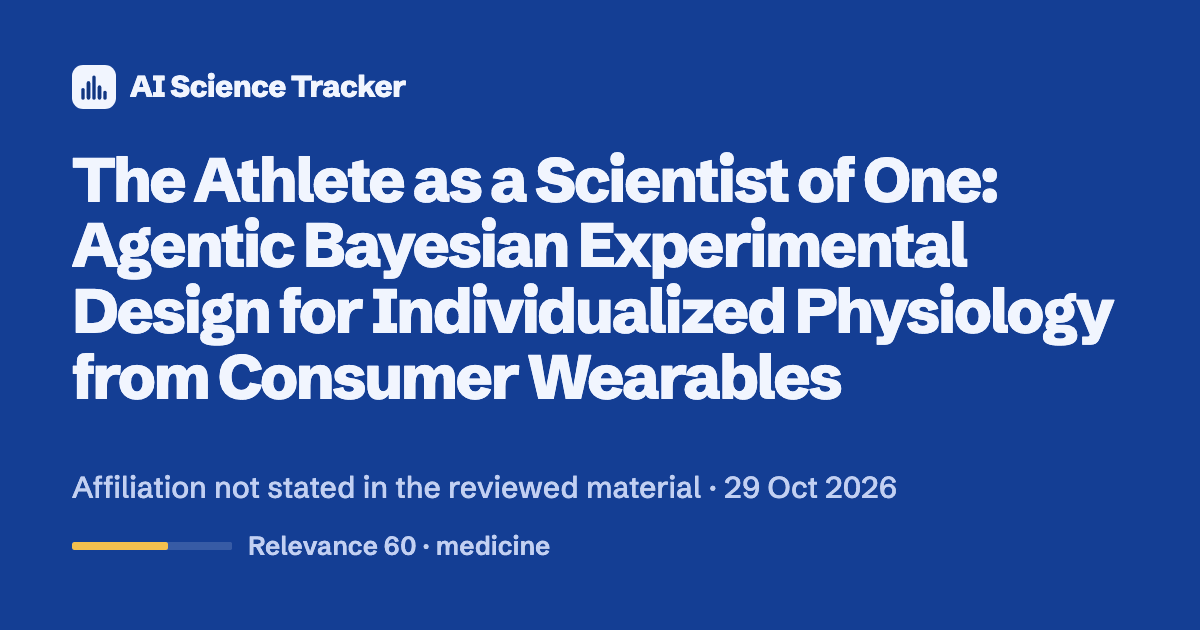 AI Science Tracker
The Athlete as a Scientist of One:
Agentic Bayesian Experimental
Design for Individualized Physiology
from Consumer Wearables
Affiliation not stated in the reviewed material · 29 Oct 2026
Relevance 60 · medicine